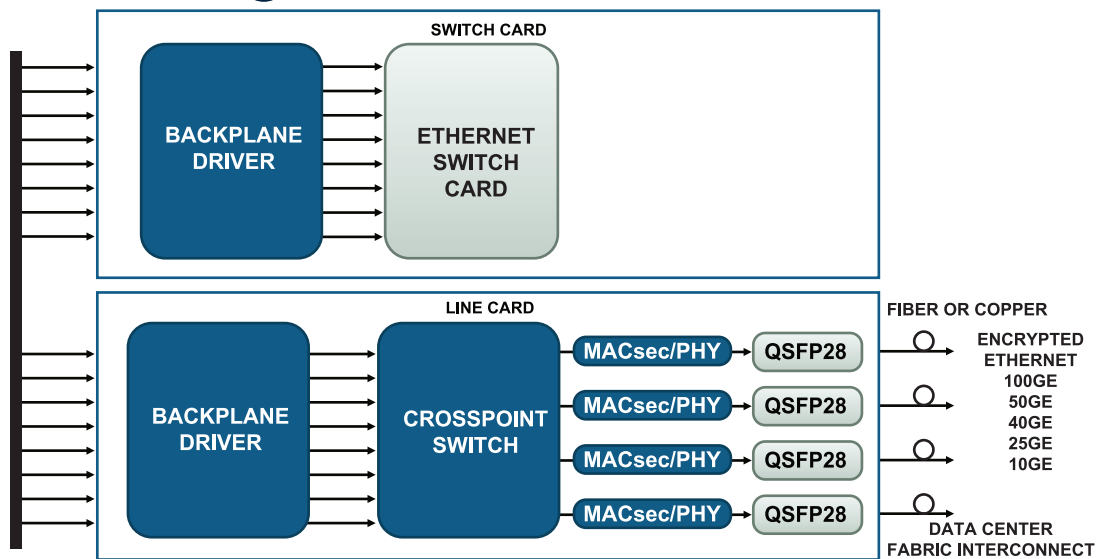 SWITCH CARD
BACKPLANE
DRIVER
ETHERNET
SWITCH
CARD
LINE CARD
BACKPLANE
DRIVER
CROSSPOINT
SWITCH
MACsec/PHY
QSFP28
MACsec/PHY
QSFP28
MACsec/PHY
QSFP28
MACsec/PHY
QSFP28
FIBER OR COPPER
ENCRYPTED
ETHERNET
100GE
50GE
40GE
25GE
10GE
DATA CENTER
FABRIC INTERCONNECT